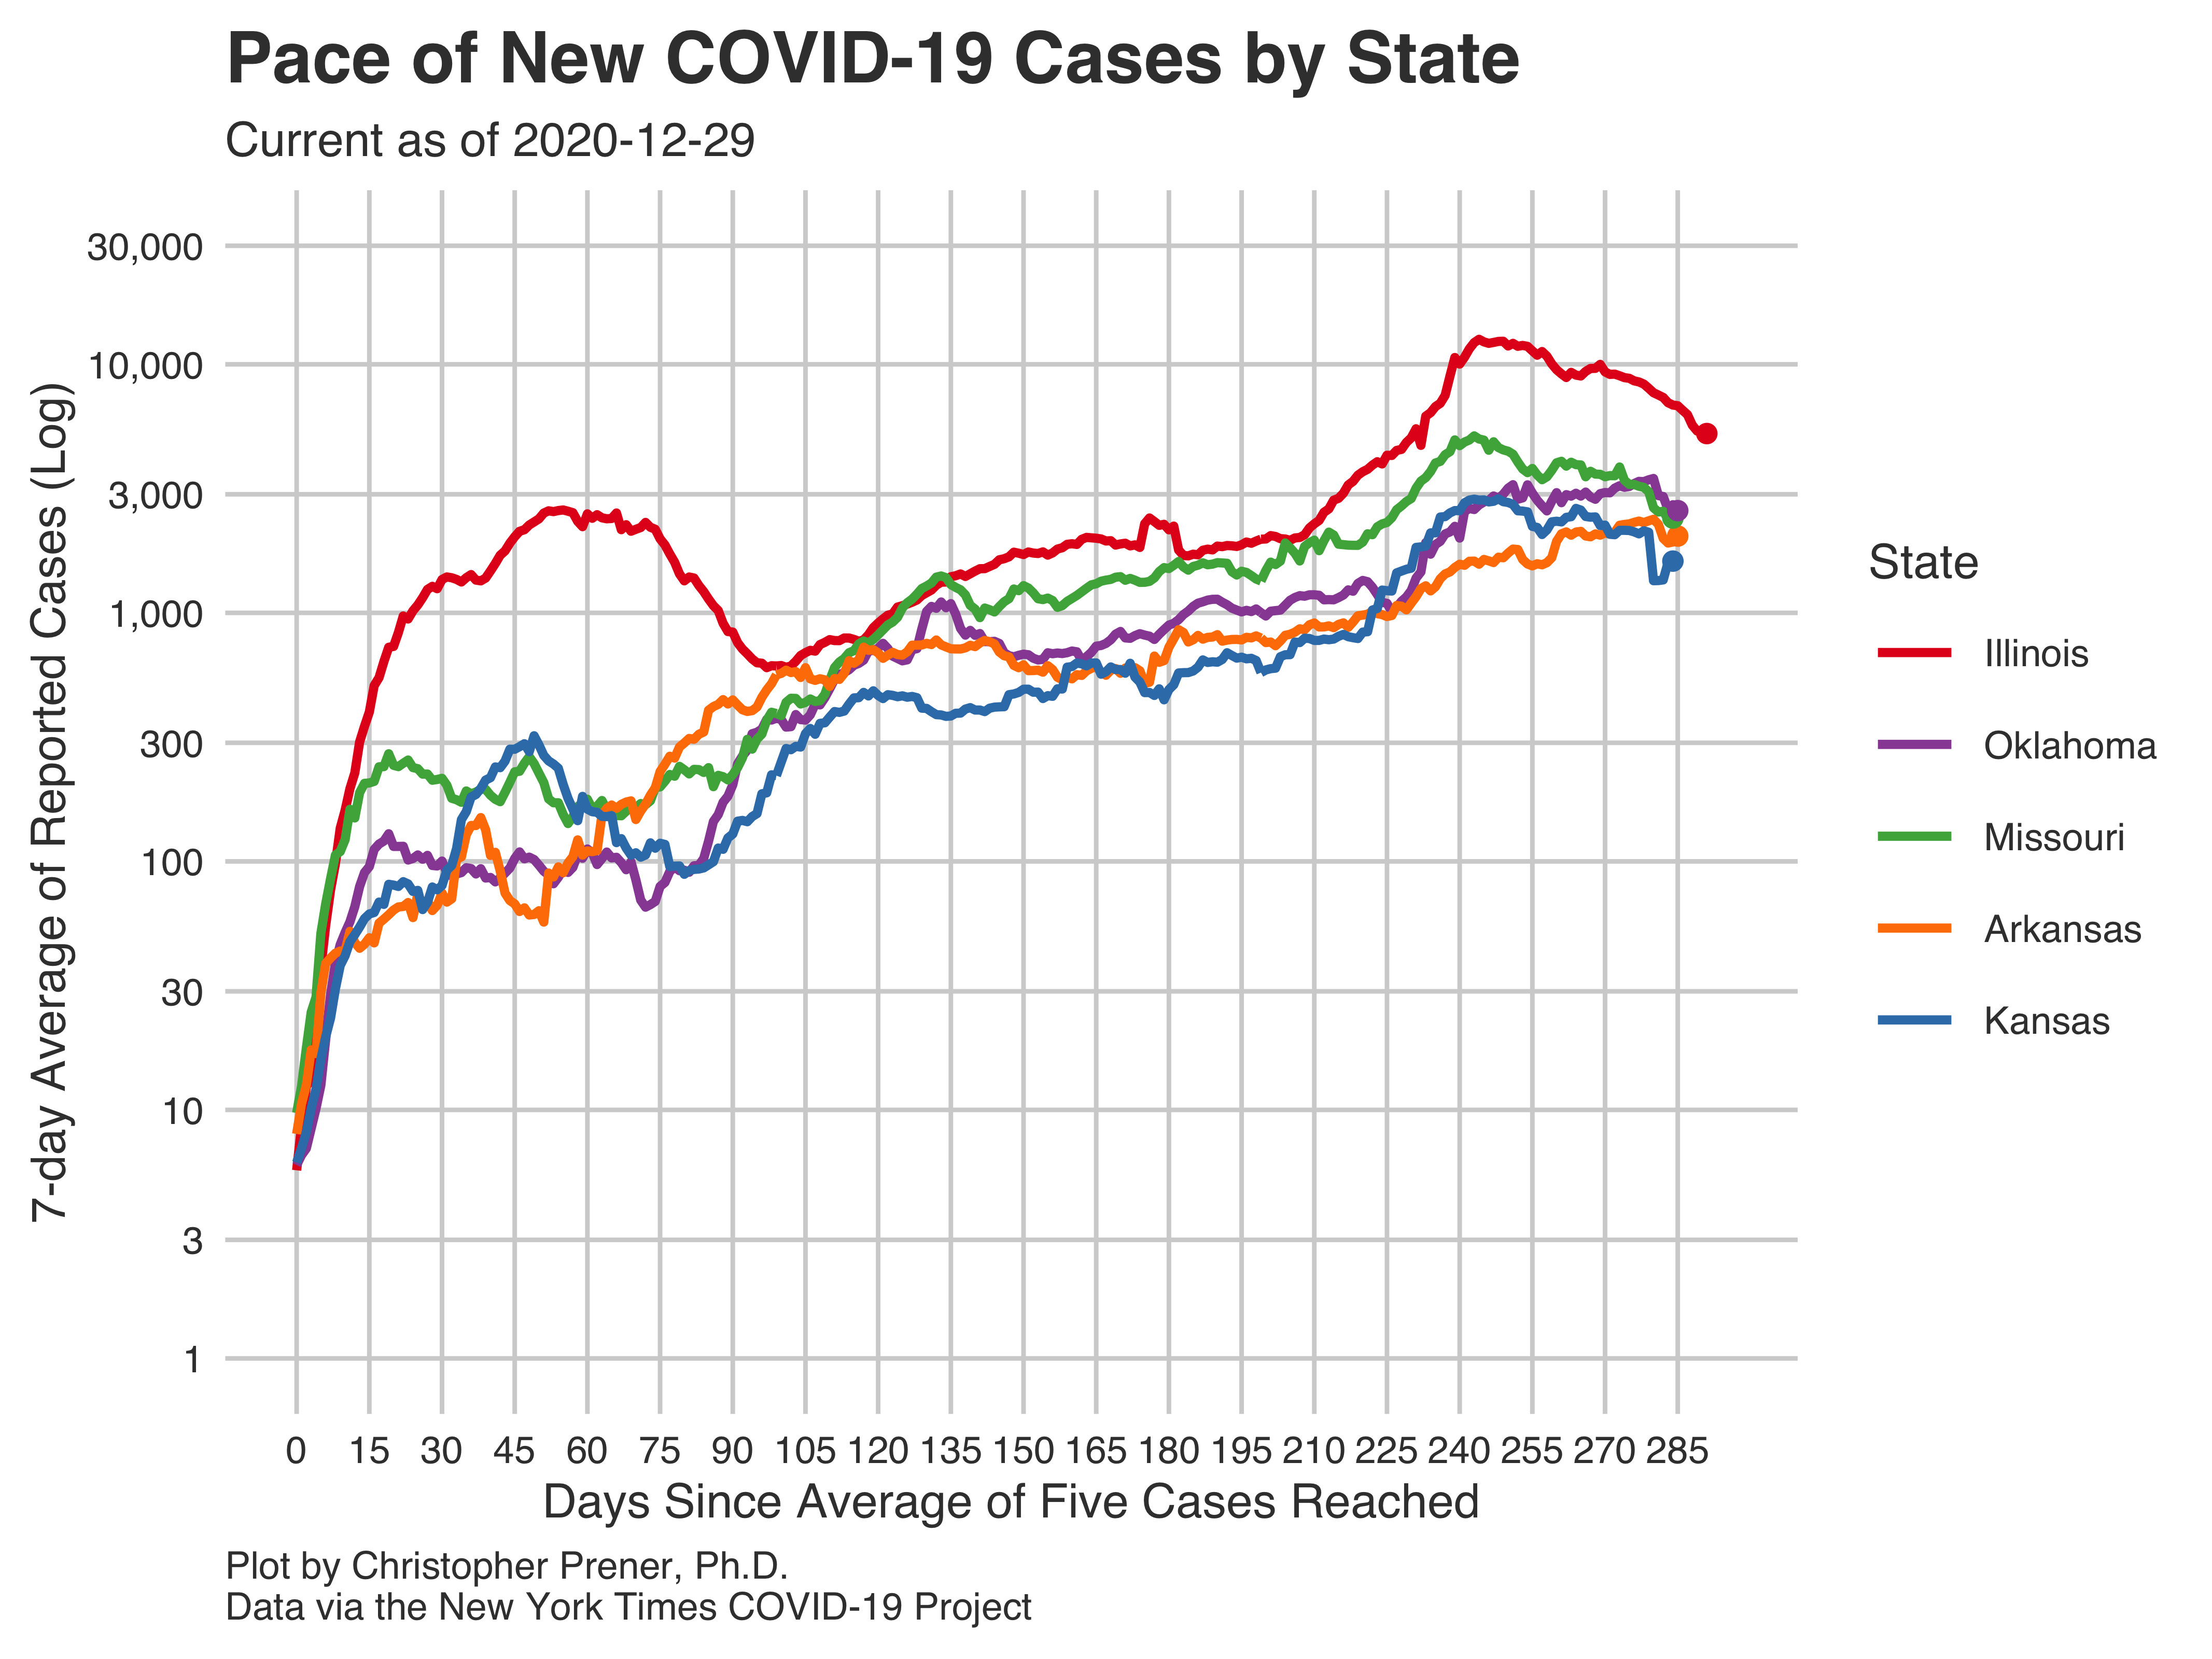 Pace of New COVID-19 Cases by State
Current as of 2020-12-29
30,000
10,000
3,000
1,000
300
100
30
10
3
1
7-day Average of Reported Cases (Log)
0 15 30 45 60 75 90 105 120 135 150 165 180 195 210 225 240 255 270 285
Days Since Average of Five Cases Reached
State
Illinois
Oklahoma
Missouri
Arkansas
Kansas
Plot by Christopher Prener, Ph.D.
Data via the New York Times COVID-19 Project